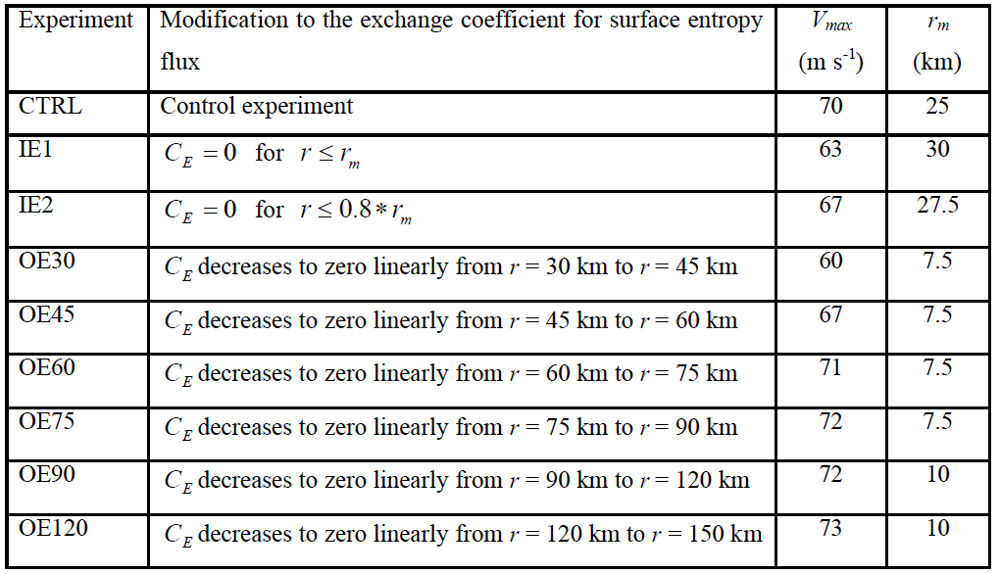 Experiment Modification to the exchange coefficient for surface entropy flux V_max (m s^-1) r_m (km)
CTRL Control experiment 70 25
IE1 C_E = 0 for r ≤ r_m 63 30
IE2 C_E = 0 for r ≤ 0.8 * r_m 67 27.5
OE30 C_E decreases to zero linearly from r = 30 km to r = 45 km 60 7.5
OE45 C_E decreases to zero linearly from r = 45 km to r = 60 km 67 7.5
OE60 C_E decreases to zero linearly from r = 60 km to r = 75 km 71 7.5
OE75 C_E decreases to zero linearly from r = 75 km to r = 90 km 72 7.5
OE90 C_E decreases to zero linearly from r = 90 km to r = 120 km 72 10
OE120 C_E decreases to zero linearly from r = 120 km to r = 150 km 73 10